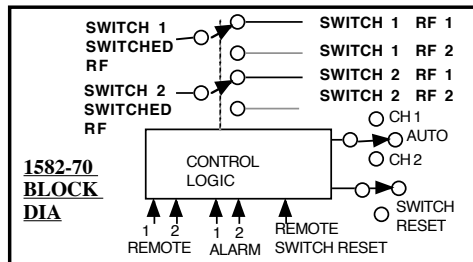 SWITCH 1
SWITCHED
RF
SWITCH 1 RF 1
SWITCH 1 RF 2
SWITCH 2
SWITCHED
RF
SWITCH 2 RF 1
SWITCH 2 RF 2
CH 1
AUTO
CH 2
1582-70
BLOCK
DIA
CONTROL
LOGIC
SWITCH
RESET
1 2
REMOTE
1 2
ALARM
REMOTE
SWITCH RESET